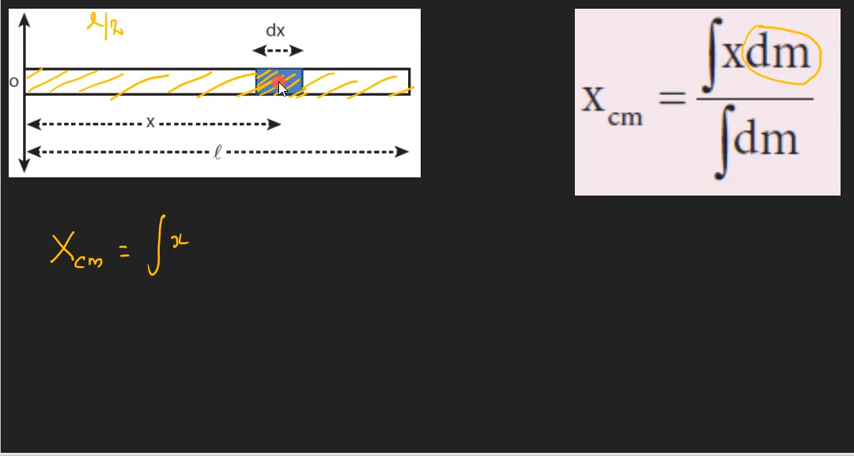 l/2
dx
o
x
ℓ
X_cm = ∫xdm / ∫dm
X_cm = ∫x